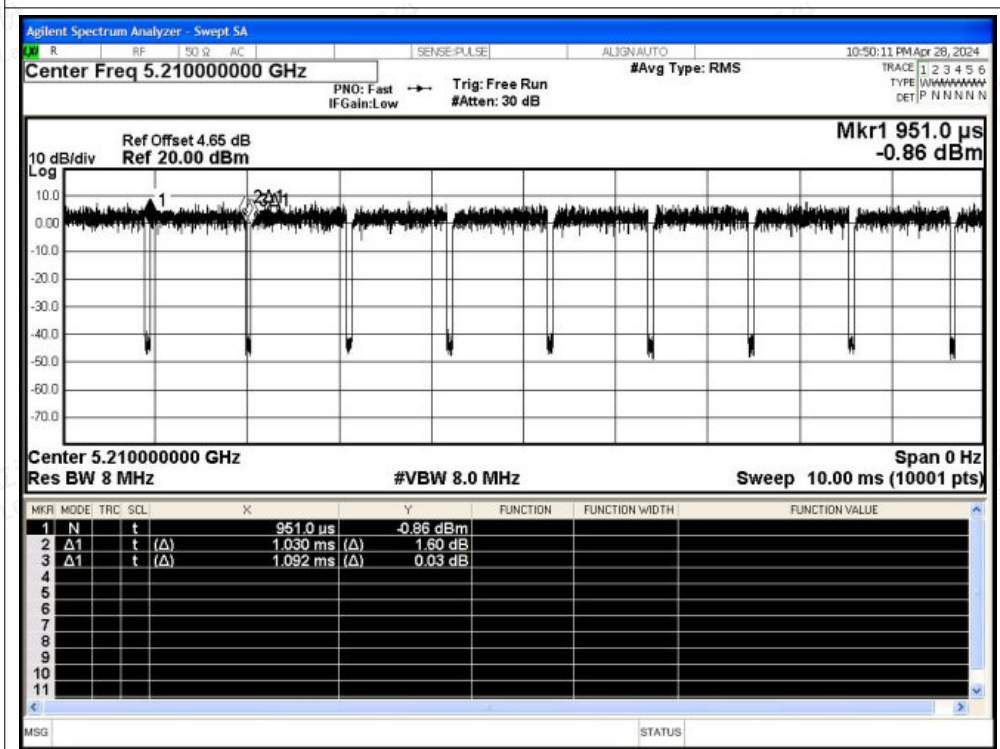 Agilent Spectrum Analyzer - Swept SA
R RF 50 Ω AC SENSE:PULSE ALIGN AUTO 10:50:11 PM Apr 28, 2024
Center Freq 5.210000000 GHz
#Avg Type: RMS
TRACE 1 2 3 4 5 6
PNO: Fast Trig: Free Run
TYPE
IFGain:Low #Atten: 30 dB
DET P N N N N N
Mkr1 951.0 µs
-0.86 dBm
Ref Offset 4.65 dB
10 dB/div Ref 20.00 dBm
Log
1 2Δ1
10.0
0.00
-10.0
-20.0
-30.0
-40.0
-50.0
-60.0
-70.0
Center 5.210000000 GHz Span 0 Hz
Res BW 8 MHz #VBW 8.0 MHz Sweep 10.00 ms (10001 pts)
MKR MODE TRC SCL X Y FUNCTION FUNCTION WIDTH FUNCTION VALUE
1 N t 951.0 µs -0.86 dBm
2 Δ1 t (Δ) 1.030 ms (Δ) 1.60 dB
3 Δ1 t (Δ) 1.092 ms (Δ) 0.03 dB
4
5
6
7
8
9
10
11
MSG STATUS